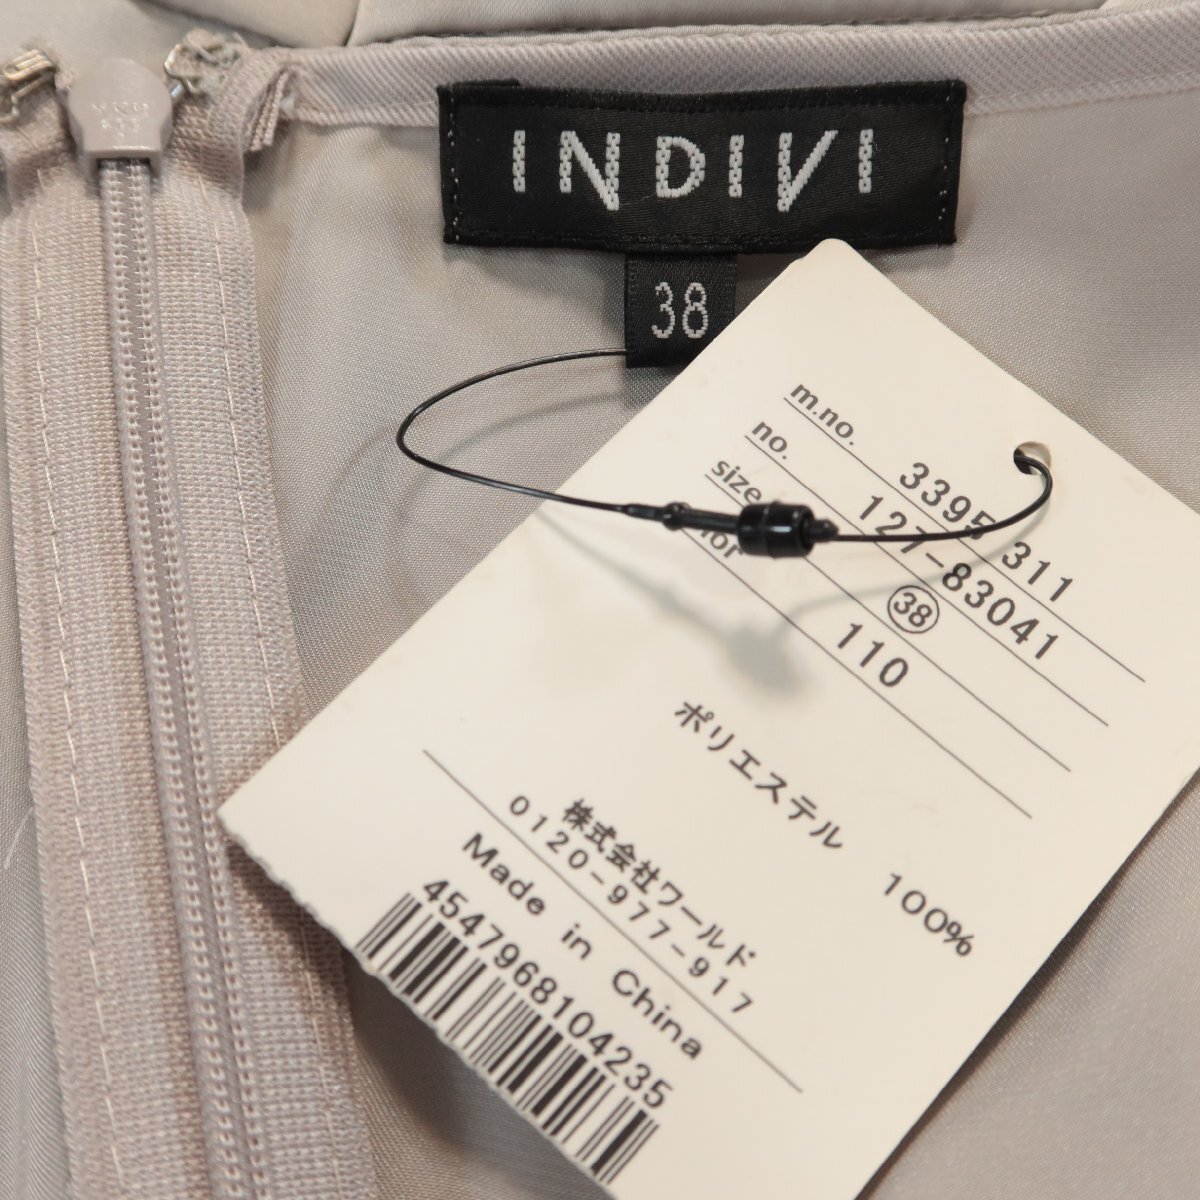 INDIVI
38
m.no. 3395 311
no. 127-83041
size 38
110
ポリエステル 100%
株式会社ワールド
0120-977-917
Made in China
4547968104235